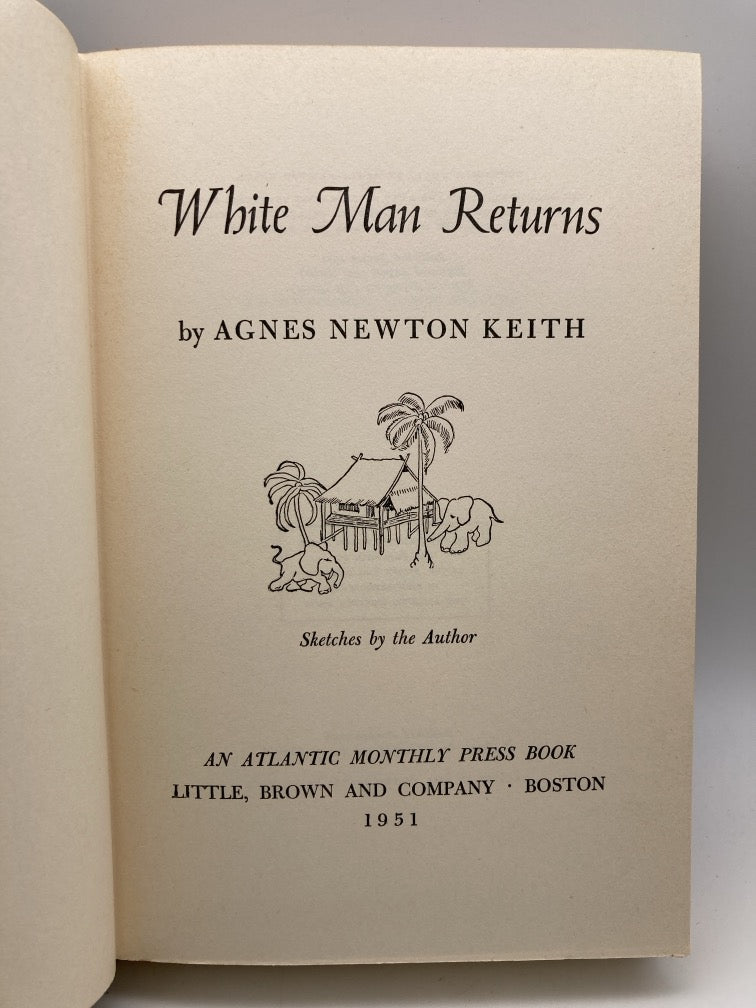 White Man Returns
by AGNES NEWTON KEITH
Sketches by the Author
AN ATLANTIC MONTHLY PRESS BOOK
LITTLE, BROWN AND COMPANY · BOSTON
1951